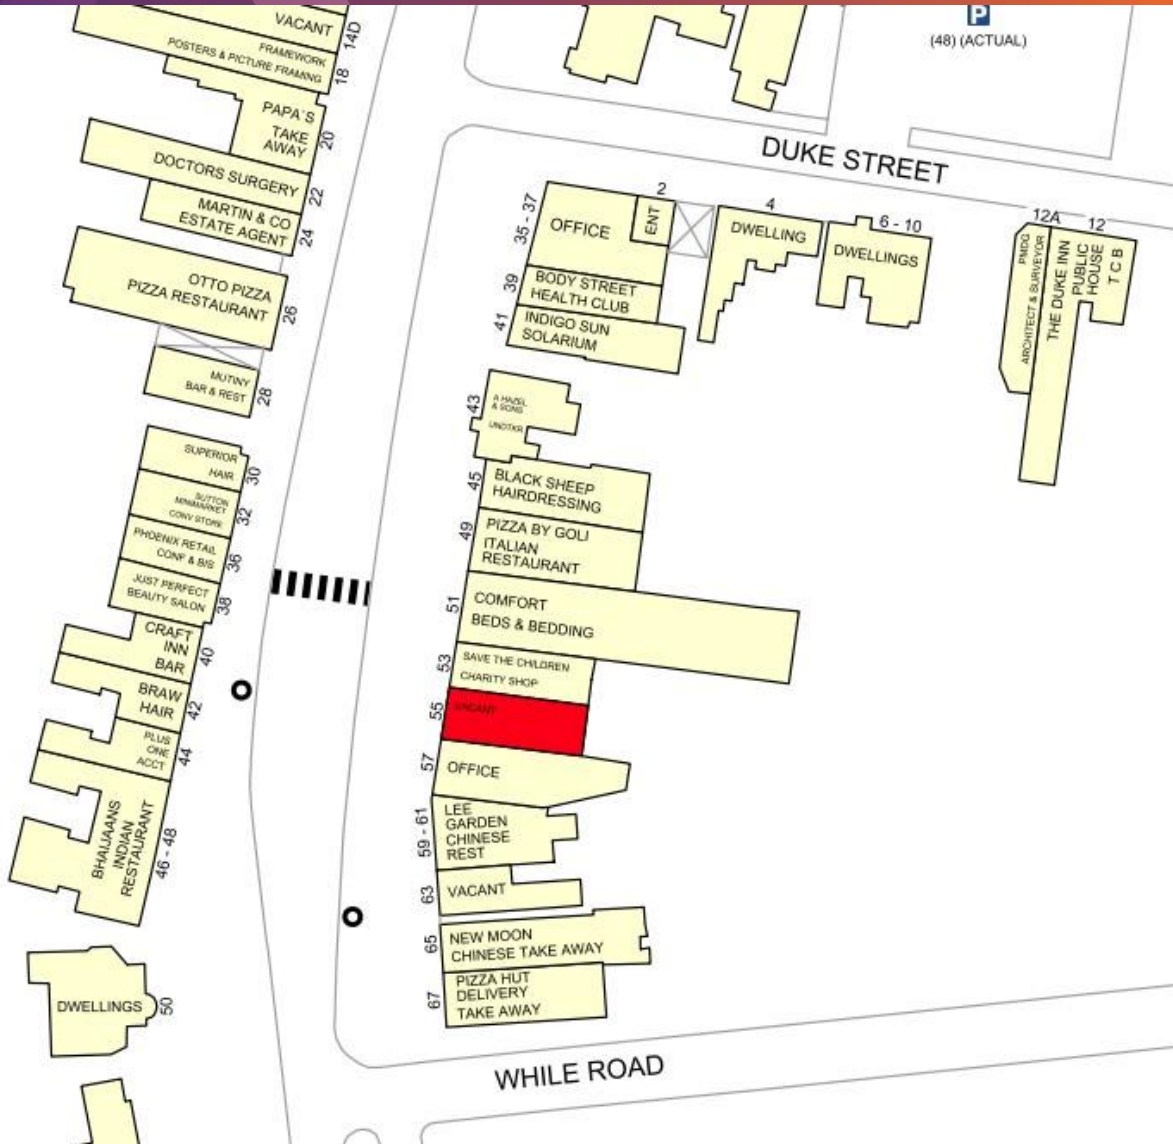 P
(48) (ACTUAL)
VACANT
14D
FRAMEWORK
POSTERS & PICTURE FRAMING
18
PAPA'S
TAKE
AWAY
20
DOCTORS SURGERY
22
MARTIN & CO
ESTATE AGENT
24
OTTO PIZZA
PIZZA RESTAURANT
26
MUTINY
BAR & REST
28
SUPERIOR
HAIR
30
SUTTON
MINIMARKET
CONV STORE
32
PHOENIX RETAIL
CONF & BIS
36
JUST PERFECT
BEAUTY SALON
38
CRAFT
INN
BAR
40
BRAW
HAIR
42
PLUS
ONE
ACCT
44
BHAIJAANS
INDIAN
RESTAURANT
46 - 48
DWELLINGS
50
DUKE STREET
35 - 37
OFFICE
2
ENT
4
DWELLING
6 - 10
DWELLINGS
12A
12
PMDG
ARCHITECT & SURVEYOR
THE DUKE INN
PUBLIC
HOUSE
T C B
39
BODY STREET
HEALTH CLUB
41
INDIGO SUN
SOLARIUM
43
A HAZEL
& SONS
UNDTKR
45
BLACK SHEEP
HAIRDRESSING
49
PIZZA BY GOLI
ITALIAN
RESTAURANT
51
COMFORT
BEDS & BEDDING
53
SAVE THE CHILDREN
CHARITY SHOP
55
VACANT
57
OFFICE
59 - 61
LEE
GARDEN
CHINESE
REST
63
VACANT
65
NEW MOON
CHINESE TAKE AWAY
67
PIZZA HUT
DELIVERY
TAKE AWAY
WHILE ROAD